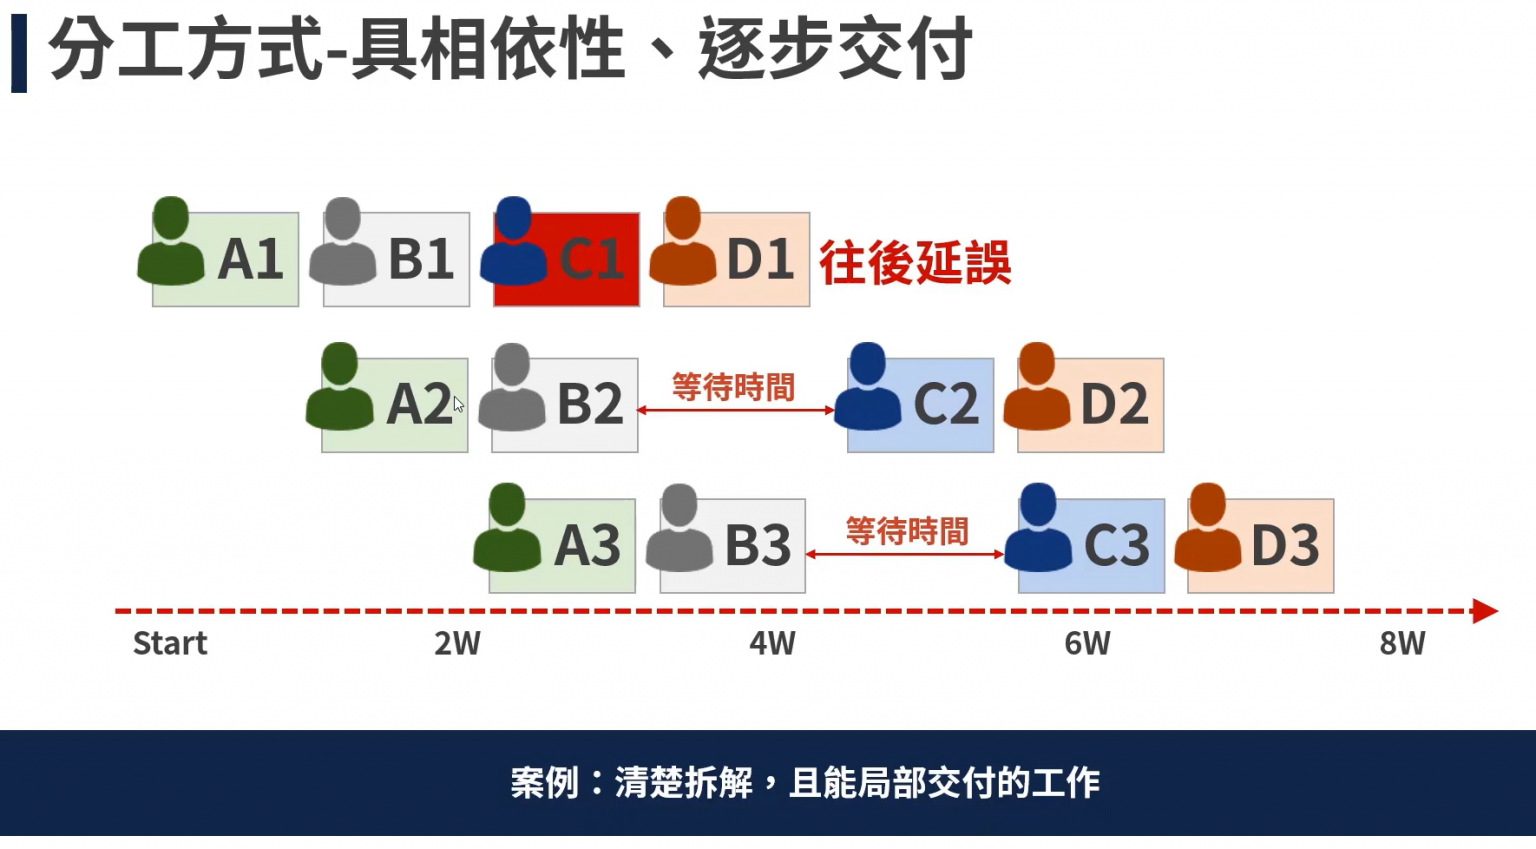 分工方式-具相依性、逐步交付
A1 B1 C1 D1 往後延誤
A2 B2 等待時間 C2 D2
A3 B3 等待時間 C3 D3
Start 2W 4W 6W 8W
案例：清楚拆解，且能局部交付的工作